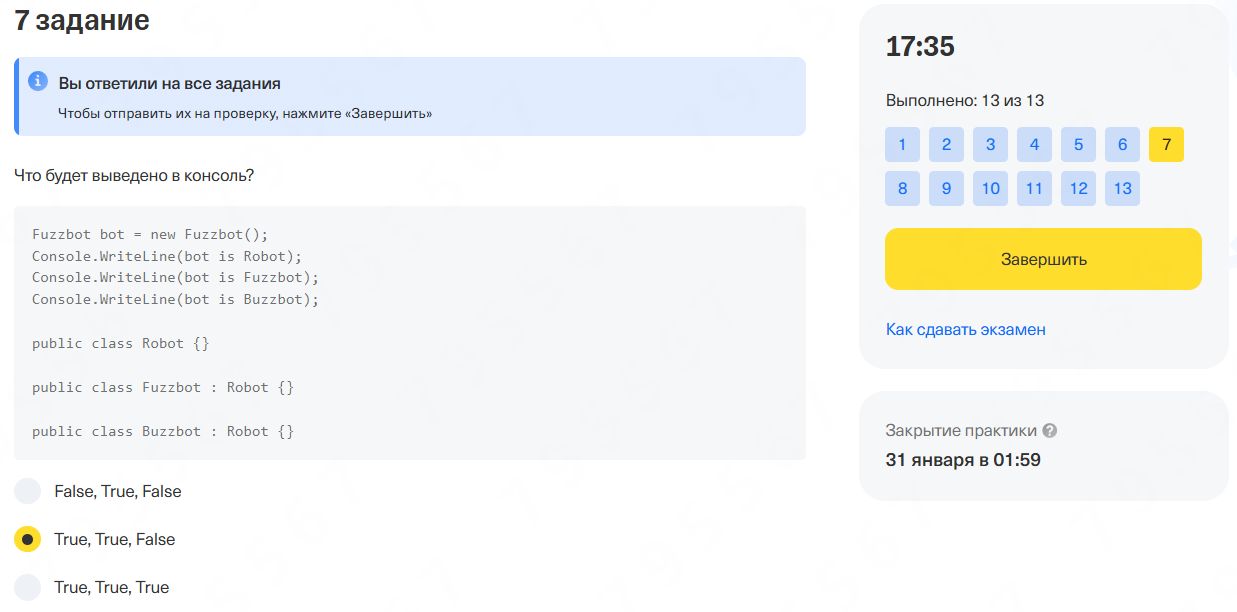 7 задание
Вы ответили на все задания
Чтобы отправить их на проверку, нажмите «Завершить»
Что будет выведено в консоль?
Fuzzbot bot = new Fuzzbot();
Console.WriteLine(bot is Robot);
Console.WriteLine(bot is Fuzzbot);
Console.WriteLine(bot is Buzzbot);
public class Robot {}
public class Fuzzbot : Robot {}
public class Buzzbot : Robot {}
False, True, False
True, True, False
True, True, True
17:35
Выполнено: 13 из 13
1 2 3 4 5 6 7
8 9 10 11 12 13
Завершить
Как сдавать экзамен
Закрытие практики ?
31 января в 01:59